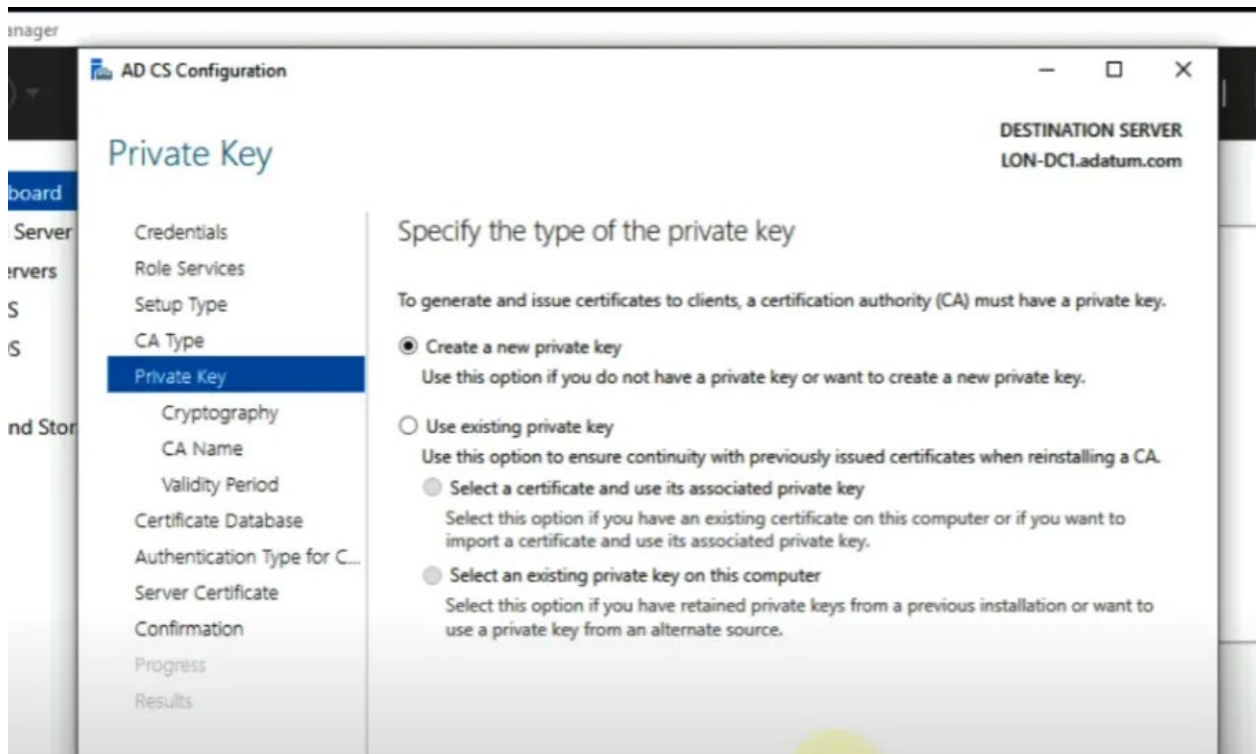 anager
AD CS Configuration
DESTINATION SERVER
LON-DC1.adatum.com
Private Key
board
Server
ervers
S
S
nd Stor
Credentials
Role Services
Setup Type
CA Type
Private Key
Cryptography
CA Name
Validity Period
Certificate Database
Authentication Type for C...
Server Certificate
Confirmation
Progress
Results
Specify the type of the private key
To generate and issue certificates to clients, a certification authority (CA) must have a private key.
Create a new private key
Use this option if you do not have a private key or want to create a new private key.
Use existing private key
Use this option to ensure continuity with previously issued certificates when reinstalling a CA.
Select a certificate and use its associated private key
Select this option if you have an existing certificate on this computer or if you want to
import a certificate and use its associated private key.
Select an existing private key on this computer
Select this option if you have retained private keys from a previous installation or want to
use a private key from an alternate source.